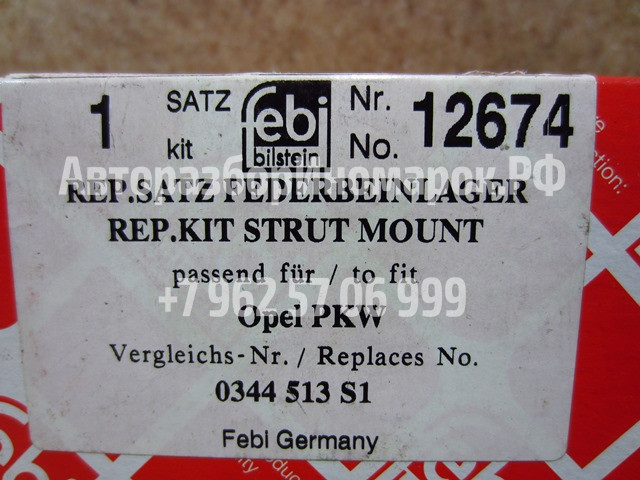 1 SATZ febi Nr. 12674
kit bilstein No.
АвторазборИномарок.РФ
REP.SATZ FEDERBEINLAGER
REP.KIT STRUT MOUNT
passend für / to fit
+7 962 57 06 999
Opel PKW
Vergleichs-Nr. / Replaces No.
0344 513 S1
Febi Germany